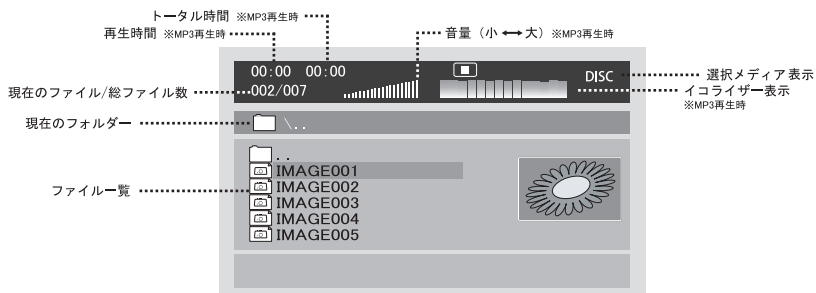 トータル時間 ※MP3再生時
再生時間 ※MP3再生時
音量（小⟷大）※MP3再生時
00:00 00:00
DISC
選択メディア表示
現在のファイル/総ファイル数
002/007
イコライザー表示
※MP3再生時
現在のフォルダー
\..
..
IMAGE001
ファイル一覧
IMAGE002
IMAGE003
IMAGE004
IMAGE005